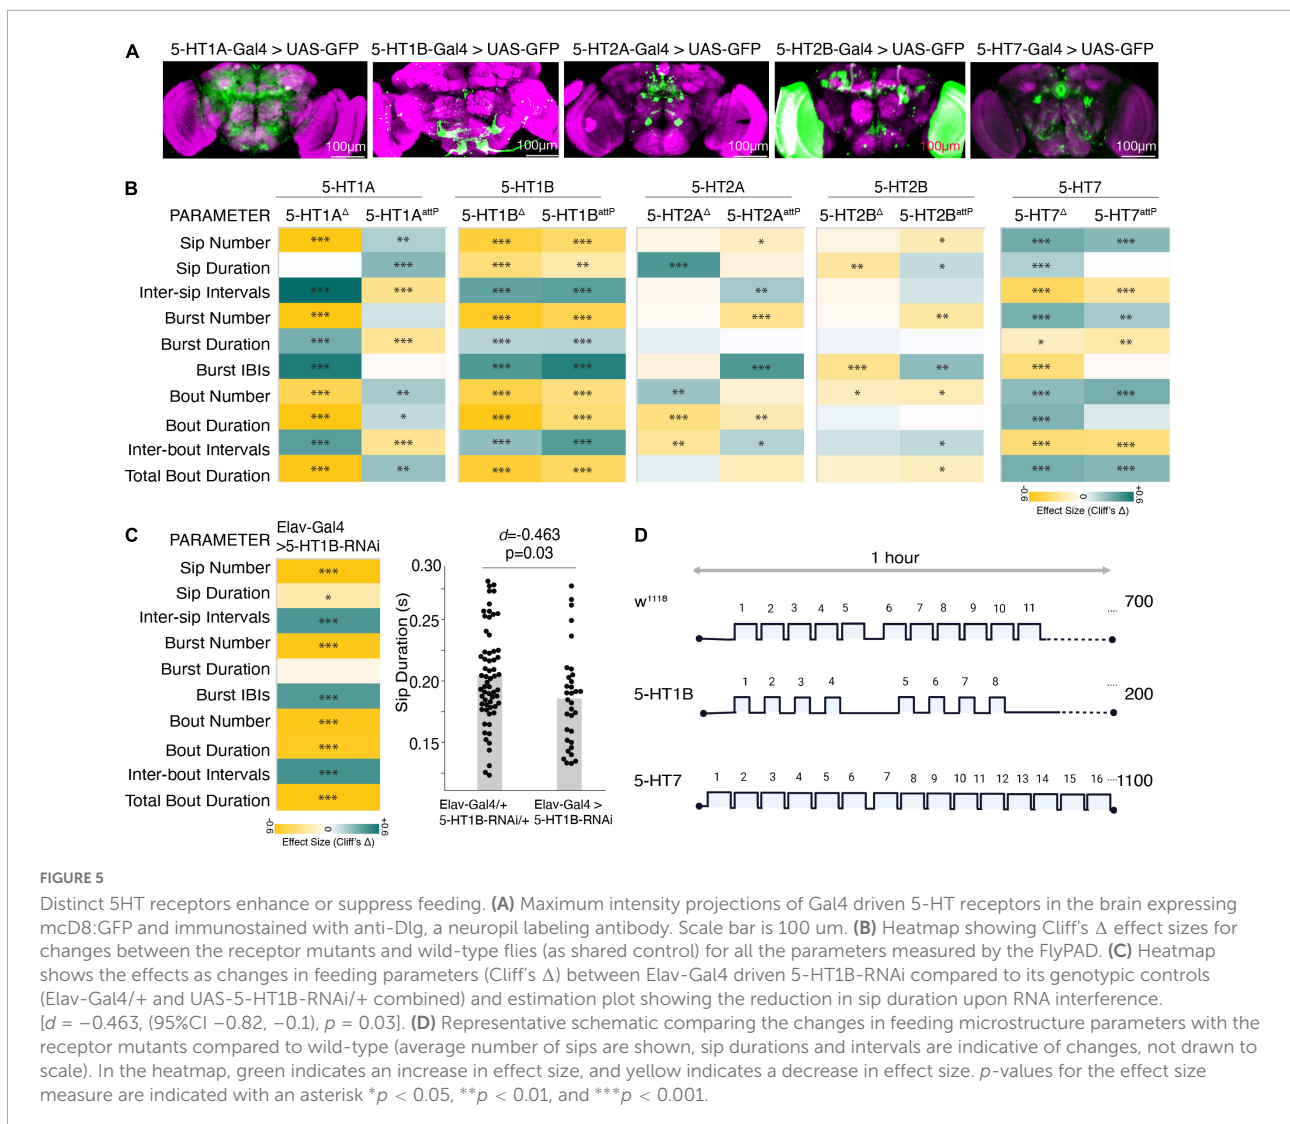 A
5-HT1A-Gal4 > UAS-GFP 5-HT1B-Gal4 > UAS-GFP 5-HT2A-Gal4 > UAS-GFP 5-HT2B-Gal4 > UAS-GFP 5-HT7-Gal4 > UAS-GFP
100µm 100µm 100µm 100µm 100µm
B
5-HT1A 5-HT1B 5-HT2A 5-HT2B 5-HT7
PARAMETER 5-HT1AΔ 5-HT1AattP 5-HT1BΔ 5-HT1BattP 5-HT2AΔ 5-HT2AattP 5-HT2BΔ 5-HT2BattP 5-HT7Δ 5-HT7attP
Sip Number *** ** *** *** * * *** ***
Sip Duration *** *** ** *** ** * ***
Inter-sip Intervals *** *** *** *** ** *** ***
Burst Number *** *** *** *** ** *** **
Burst Duration *** *** *** *** * **
Burst IBIs *** *** *** *** *** ** ***
Bout Number *** ** *** *** ** * * *** ***
Bout Duration *** * *** *** *** ** ***
Inter-bout Intervals *** *** *** *** ** * * *** ***
Total Bout Duration *** ** *** *** * *** ***
-0.6 0 +0.6
Effect Size (Cliff's Δ)
C
PARAMETER
Elav-Gal4
>5-HT1B-RNAi
Sip Number ***
Sip Duration *
Inter-sip Intervals ***
Burst Number ***
Burst Duration
Burst IBIs ***
Bout Number ***
Bout Duration ***
Inter-bout Intervals ***
Total Bout Duration ***
-0.6 0 +0.6
Effect Size (Cliff's Δ)
d=-0.463
p=0.03
Sip Duration (s)
0.30
0.25
0.20
0.15
Elav-Gal4/+
5-HT1B-RNAi/+
Elav-Gal4 >
5-HT1B-RNAi
D
1 hour
w1118
1 2 3 4 5 6 7 8 9 10 11 .... 700
5-HT1B
1 2 3 4 5 6 7 8 .... 200
5-HT7
1 2 3 4 5 6 7 8 9 10 11 12 13 14 15 16 .... 1100
FIGURE 5
Distinct 5HT receptors enhance or suppress feeding. (A) Maximum intensity projections of Gal4 driven 5-HT receptors in the brain expressing
mcD8:GFP and immunostained with anti-Dlg, a neuropil labeling antibody. Scale bar is 100 um. (B) Heatmap showing Cliff's Δ effect sizes for
changes between the receptor mutants and wild-type flies (as shared control) for all the parameters measured by the FlyPAD. (C) Heatmap
shows the effects as changes in feeding parameters (Cliff's Δ) between Elav-Gal4 driven 5-HT1B-RNAi compared to its genotypic controls
(Elav-Gal4/+ and UAS-5-HT1B-RNAi/+ combined) and estimation plot showing the reduction in sip duration upon RNA interference.
[d = −0.463, (95%CI −0.82, −0.1), p = 0.03]. (D) Representative schematic comparing the changes in feeding microstructure parameters with the
receptor mutants compared to wild-type (average number of sips are shown, sip durations and intervals are indicative of changes, not drawn to
scale). In the heatmap, green indicates an increase in effect size, and yellow indicates a decrease in effect size. p-values for the effect size
measure are indicated with an asterisk *p < 0.05, **p < 0.01, and ***p < 0.001.